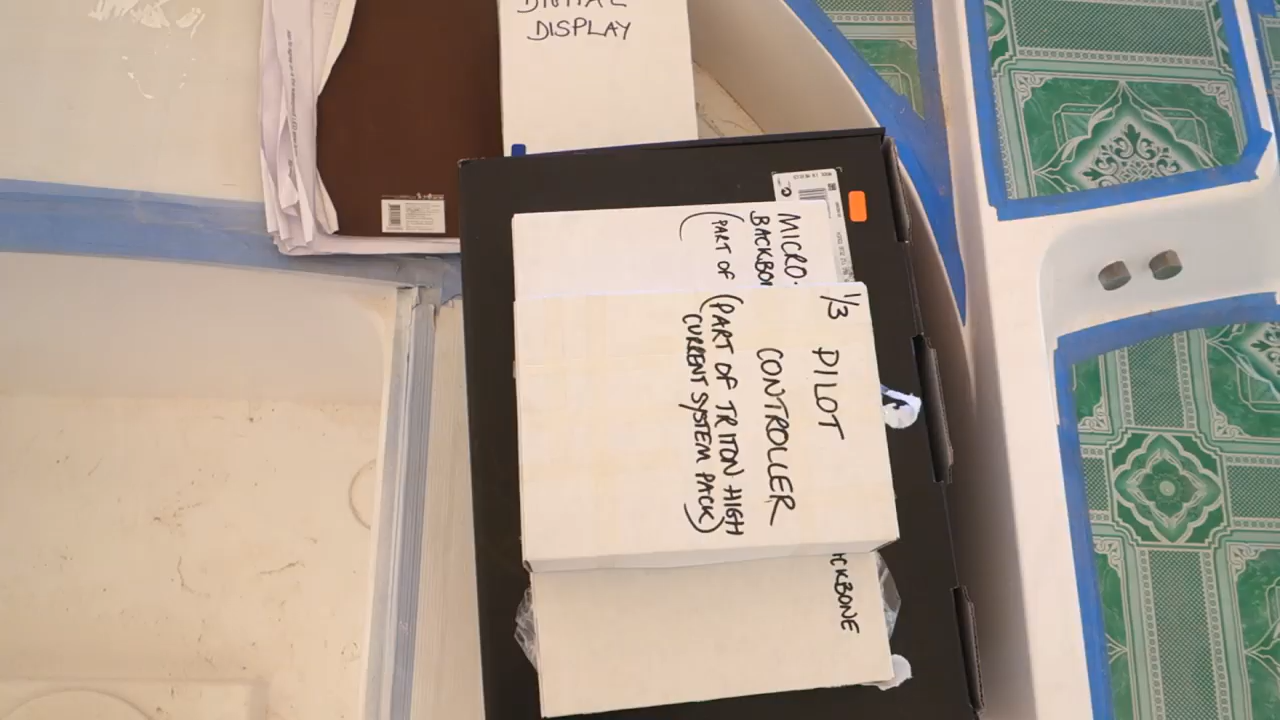 DISPLAY
MICRO-
BACKBO
(PART OF
1/3
PILOT
CONTROLLER
(PART OF TRITON HIGH
CURRENT SYSTEM PACK)
CKBONE